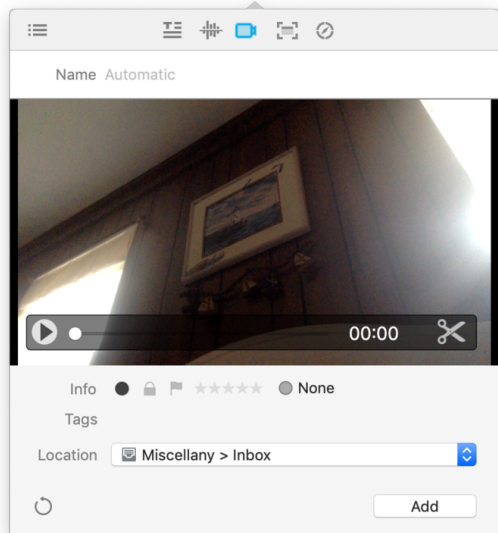 Name Automatic
00:00
Info None
Tags
Location Miscellany > Inbox
Add